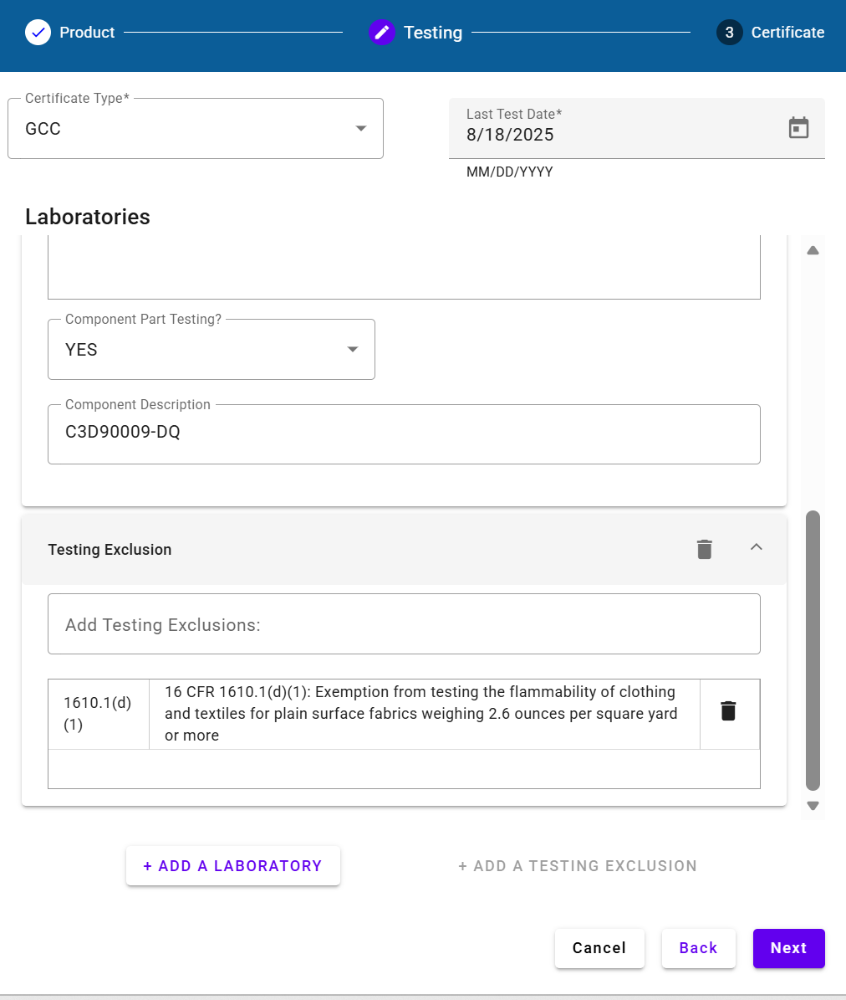 Product
Testing
3 Certificate
Certificate Type*
GCC
Last Test Date*
8/18/2025
MM/DD/YYYY
Laboratories
Component Part Testing?
YES
Component Description
C3D90009-DQ
Testing Exclusion
Add Testing Exclusions:
1610.1(d)
(1)
16 CFR 1610.1(d)(1): Exemption from testing the flammability of clothing
and textiles for plain surface fabrics weighing 2.6 ounces per square yard
or more
+ ADD A LABORATORY
+ ADD A TESTING EXCLUSION
Cancel
Back
Next